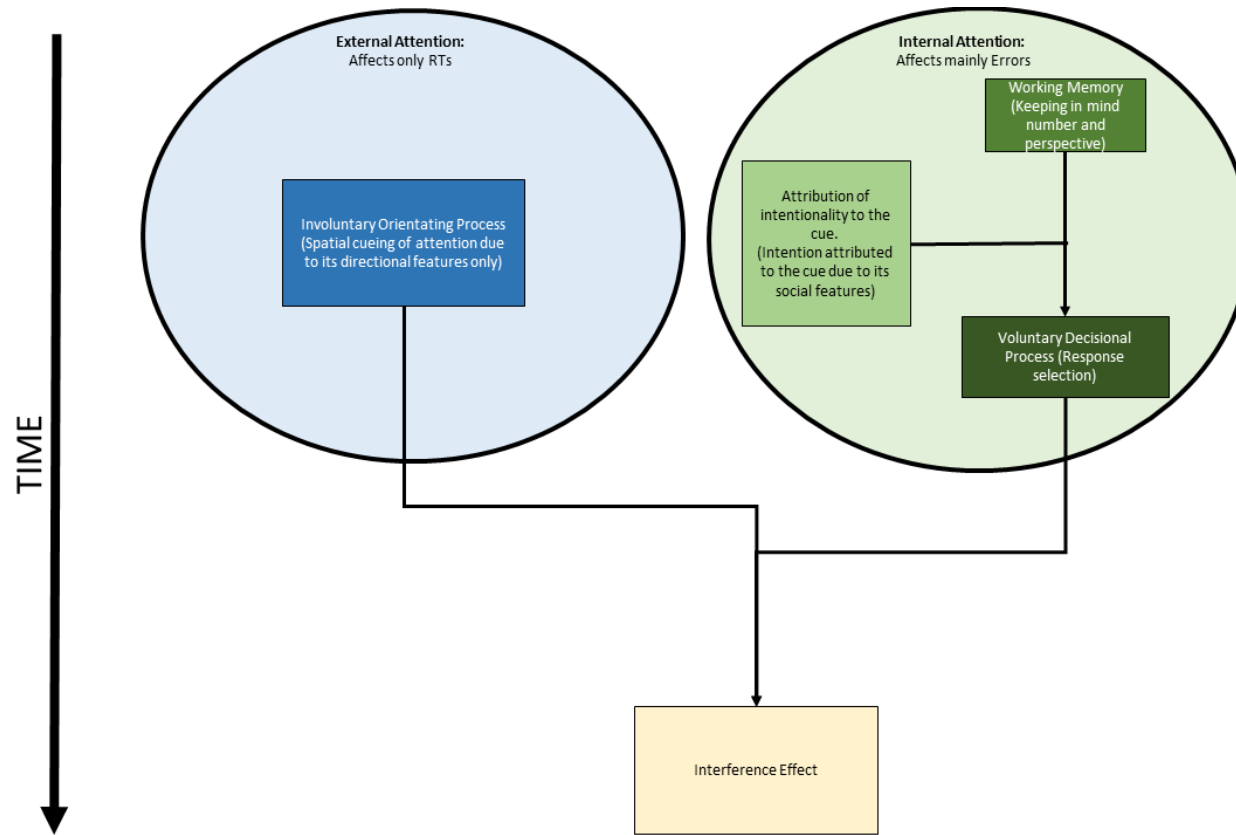 External Attention:
Affects only RTs
Internal Attention:
Affects mainly Errors
Working Memory
(Keeping in mind
number and
perspective)
Attribution of
intentionality to the
cue.
(Intention attributed
to the cue due to its
social features)
Involuntary Orientating Process
(Spatial cueing of attention due
to its directional features only)
Voluntary Decisional
Process (Response
selection)
TIME
Interference Effect